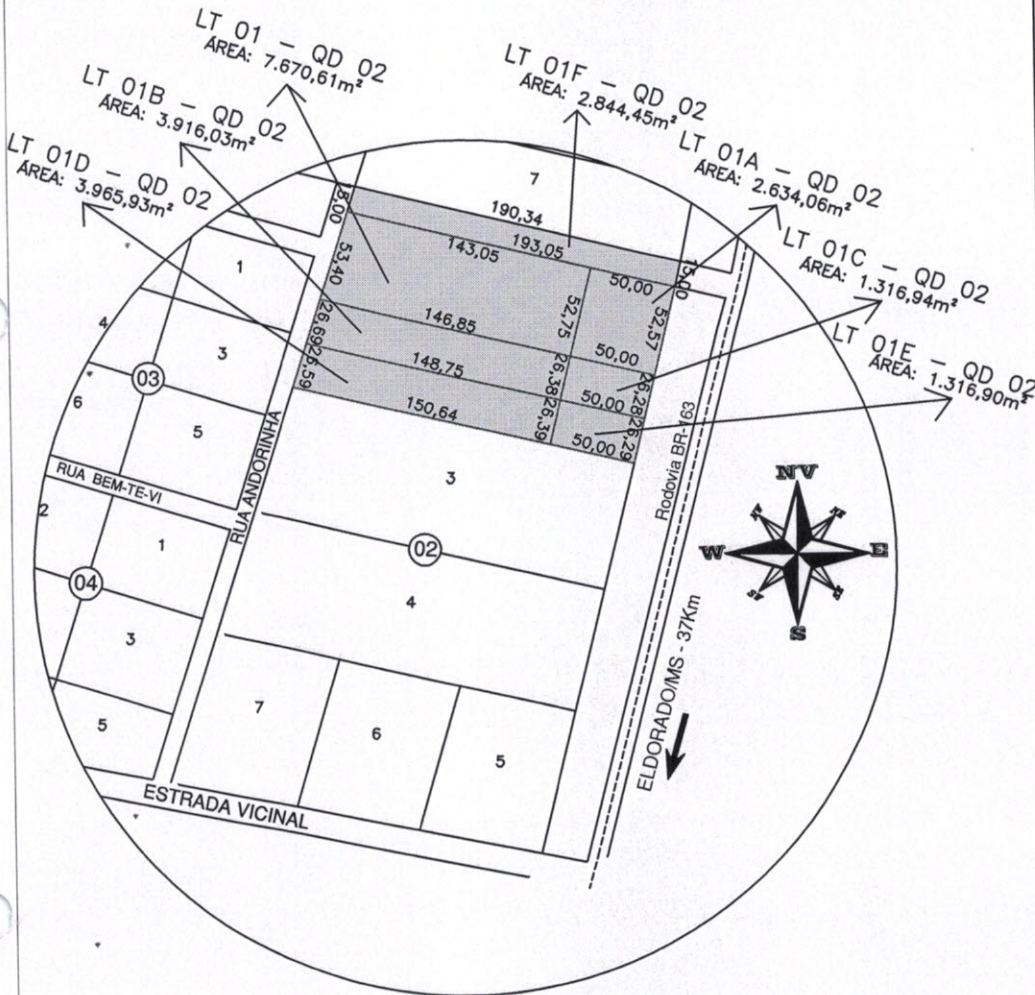 LT 01 - QD 02
ÁREA: 7.670,61m²
LT 01B - QD 02
ÁREA: 3.916,03m²
LT 01D - QD 02
ÁREA: 3.965,93m²
LT 01F - QD 02
ÁREA: 2.844,45m²
LT 01A - QD 02
ÁREA: 2.634,06m²
LT 01C - QD 02
ÁREA: 1.316,94m²
LT 01E - QD 02
ÁREA: 1.316,90m²
7
190,34
193,05
143,05
50,00
53,40
52,75
52,57
146,85
50,00
26,69
26,38
26,28
148,75
50,00
26,59
26,39
26,29
150,64
50,00
1
4
3
03
6
5
RUA BEM-TE-VI
RUA ANDORINHA
2
1
04
3
5
3
02
4
7
6
5
ESTRADA VICINAL
Rodovia BR-163
ELDORADO/MS - 37Km
NV
W
E
S